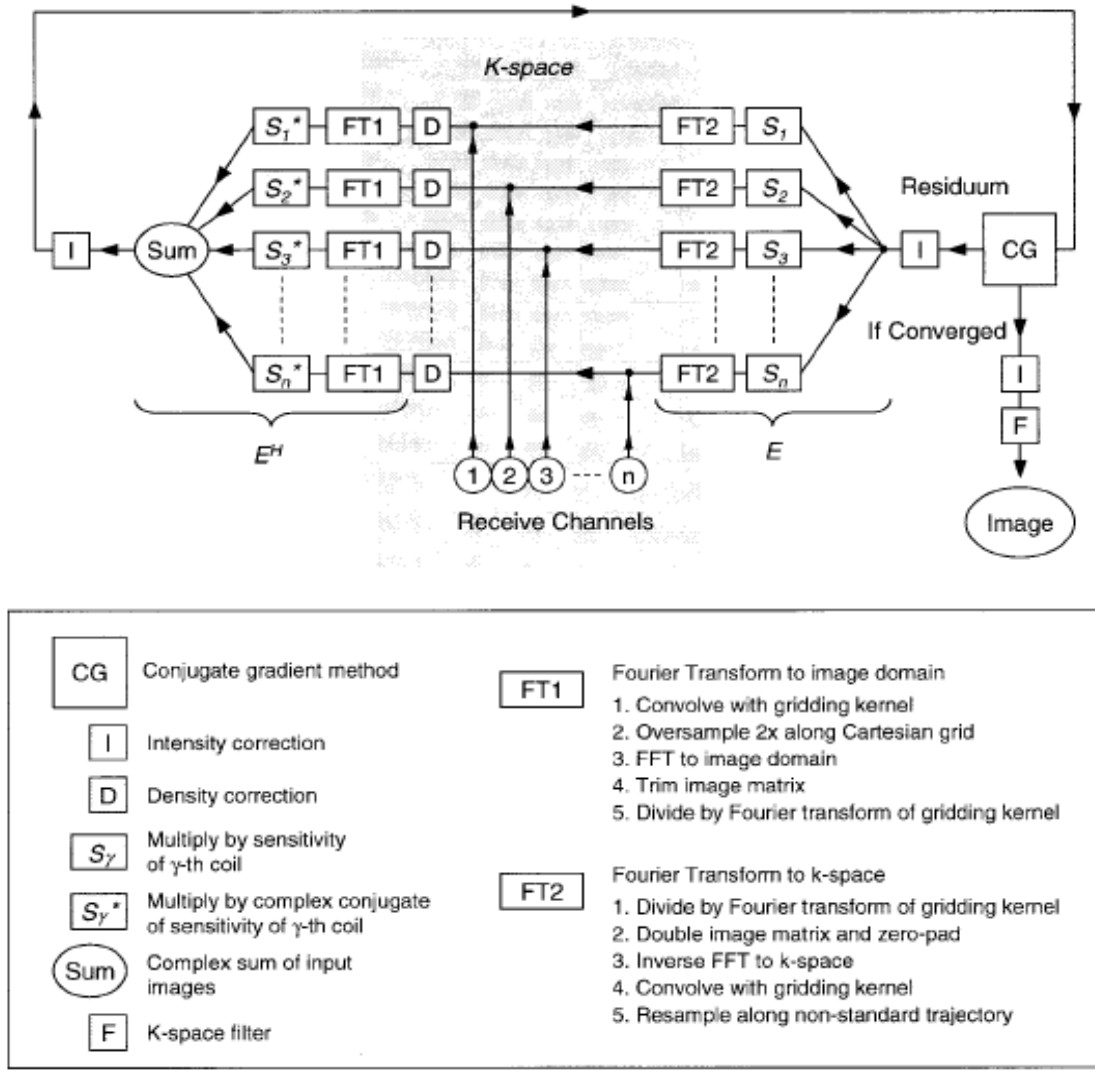 K-space
S₁* FT1 D FT2 S₁
S₂* FT1 D FT2 S₂
Residuum
I Sum S₃* FT1 D FT2 S₃ I CG
If Converged
Sₙ* FT1 D FT2 Sₙ I
F
Eᴴ E
1 2 3 n
Receive Channels
Image
CG Conjugate gradient method
I Intensity correction
D Density correction
Sᵧ Multiply by sensitivity
of γ-th coil
Sᵧ* Multiply by complex conjugate
of sensitivity of γ-th coil
Sum Complex sum of input
images
F K-space filter
FT1 Fourier Transform to image domain
1. Convolve with gridding kernel
2. Oversample 2x along Cartesian grid
3. FFT to image domain
4. Trim image matrix
5. Divide by Fourier transform of gridding kernel
FT2 Fourier Transform to k-space
1. Divide by Fourier transform of gridding kernel
2. Double image matrix and zero-pad
3. Inverse FFT to k-space
4. Convolve with gridding kernel
5. Resample along non-standard trajectory